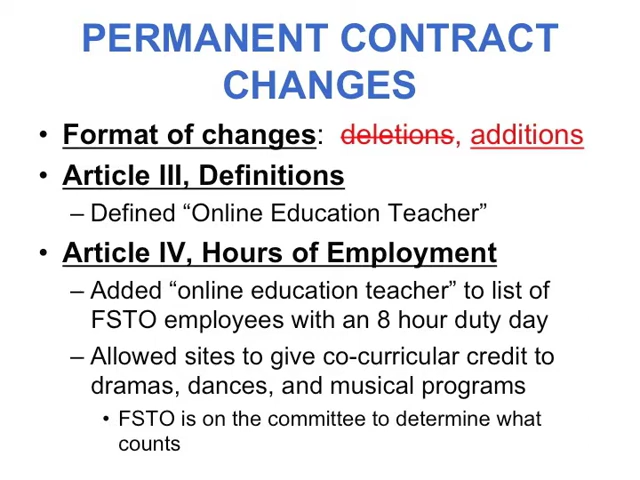 PERMANENT CONTRACT
CHANGES
• Format of changes: deletions, additions
• Article III, Definitions
– Defined “Online Education Teacher”
• Article IV, Hours of Employment
– Added “online education teacher” to list of
FSTO employees with an 8 hour duty day
– Allowed sites to give co-curricular credit to
dramas, dances, and musical programs
• FSTO is on the committee to determine what
counts